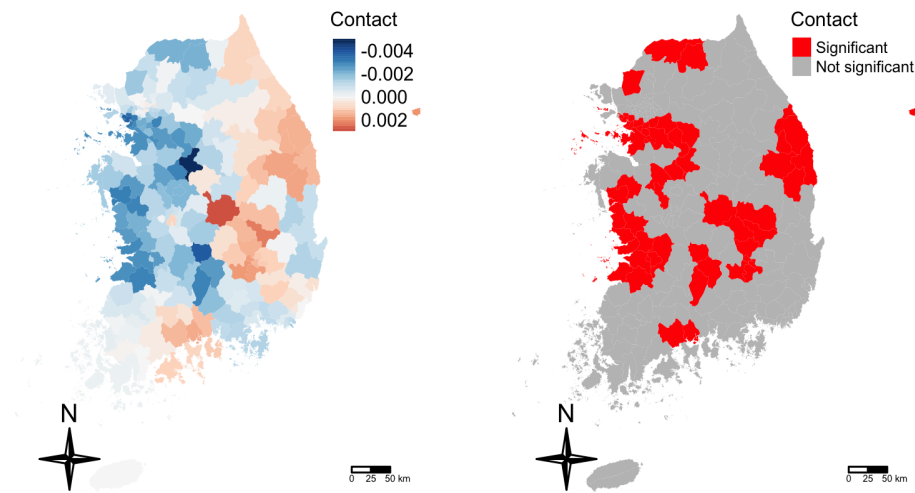 Contact
-0.004
-0.002
0.000
0.002
N
0 25 50 km
Contact
Significant
Not significant
N
0 25 50 km